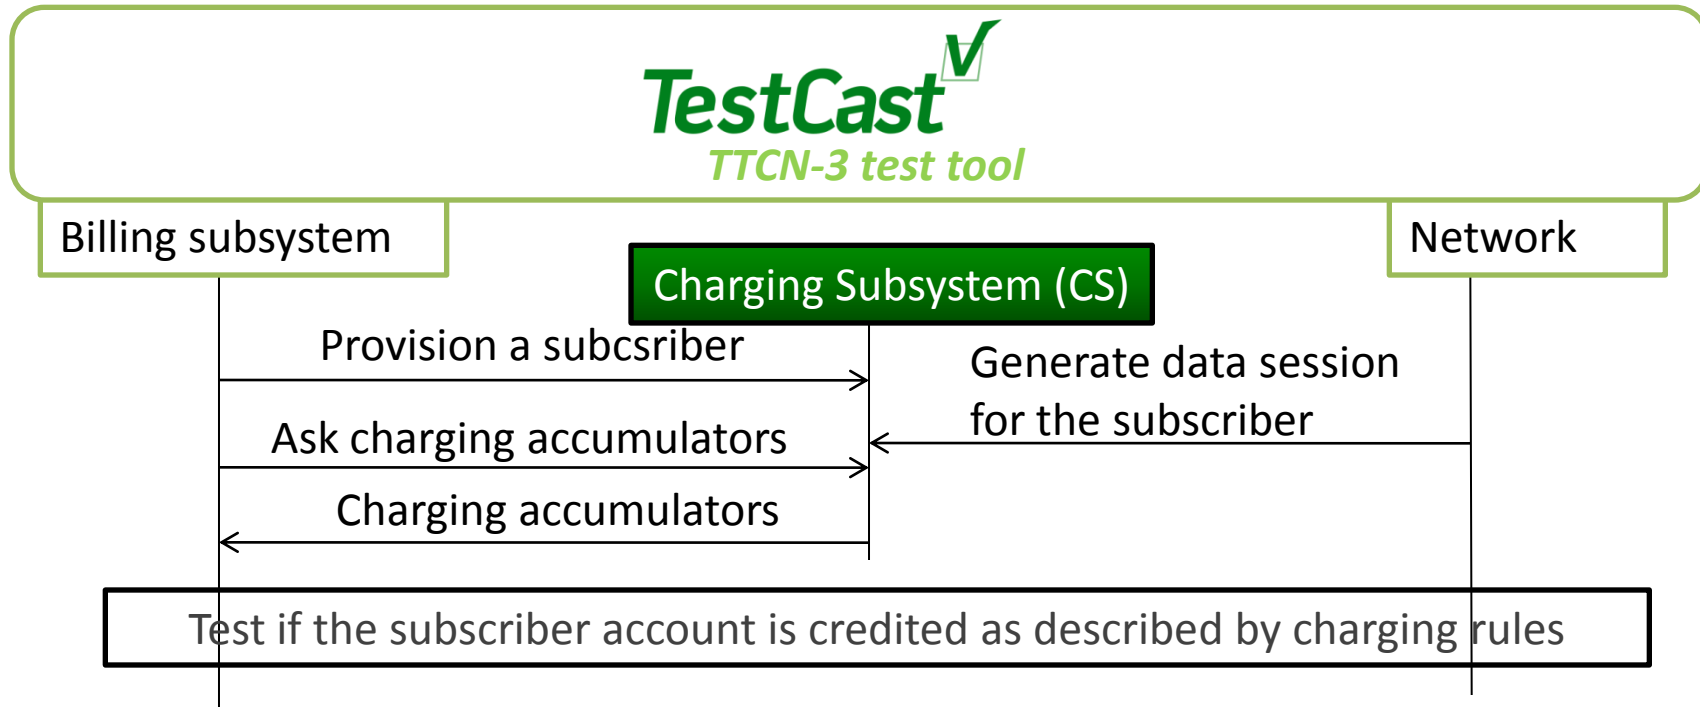 TestCast
TTCN-3 test tool
Billing subsystem
Network
Charging Subsystem (CS)
Provision a subcsriber
Generate data session
for the subscriber
Ask charging accumulators
Charging accumulators
Test if the subscriber account is credited as described by charging rules